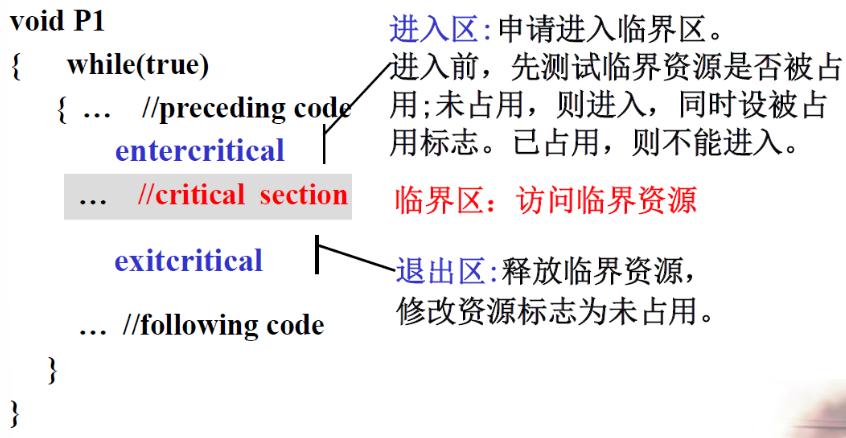 void P1
{ while(true)
{ … //preceding code
entercritical
… //critical section
exitcritical
… //following code
}
}
进入区:申请进入临界区。
进入前，先测试临界资源是否被占
用;未占用，则进入，同时设被占
用标志。已占用，则不能进入。
临界区：访问临界资源
退出区:释放临界资源，
修改资源标志为未占用。